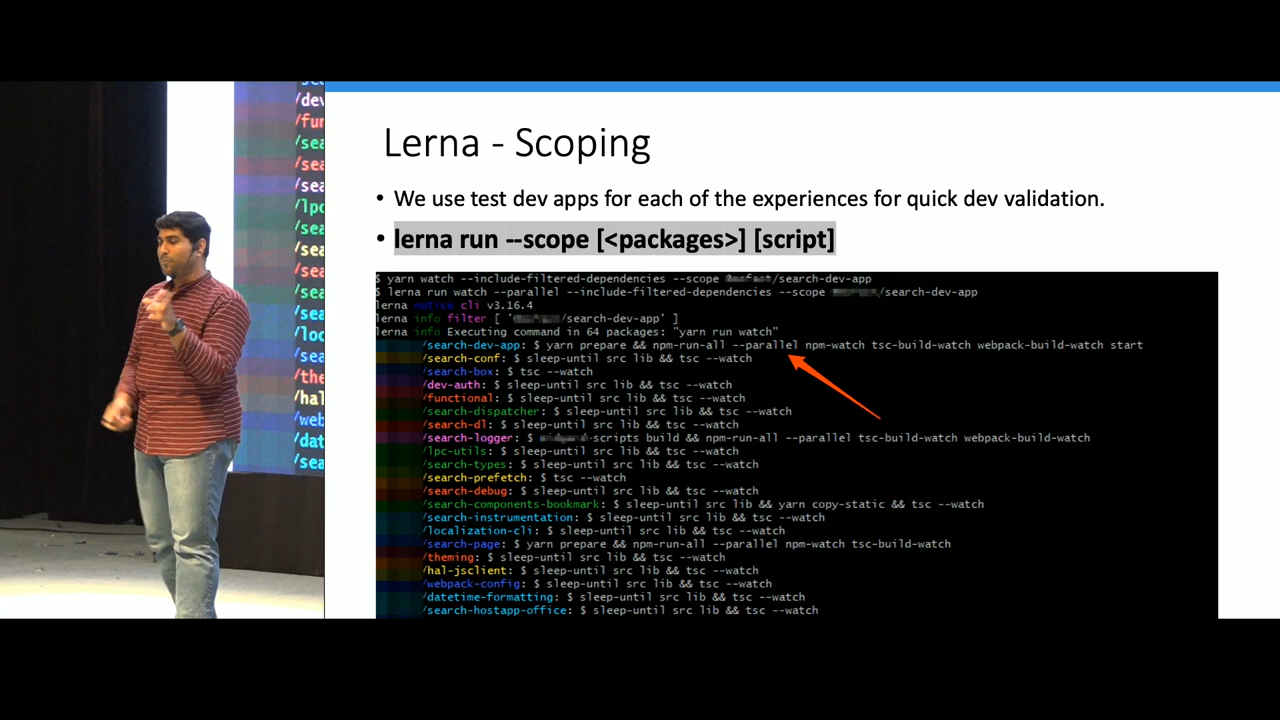 Lerna - Scoping
• We use test dev apps for each of the experiences for quick dev validation.
• lerna run --scope [<packages>] [script]
$ yarn watch --include-filtered-dependencies --scope /search-dev-app
$ lerna run watch --parallel --include-filtered-dependencies --scope /search-dev-app
lerna notice cli v3.16.4
lerna info filter [ '/search-dev-app' ]
lerna info Executing command in 64 packages: "yarn run watch"
/search-dev-app: $ yarn prepare && npm-run-all --parallel npm-watch tsc-build-watch webpack-build-watch start
/search-conf: $ sleep-until src lib && tsc --watch
/search-box: $ tsc --watch
/dev-auth: $ sleep-until src lib && tsc --watch
/functional: $ sleep-until src lib && tsc --watch
/search-dispatcher: $ sleep-until src lib && tsc --watch
/search-dl: $ sleep-until src lib && tsc --watch
/search-logger: $ -scripts build && npm-run-all --parallel tsc-build-watch webpack-build-watch
/lpc-utils: $ sleep-until src lib && tsc --watch
/search-types: $ sleep-until src lib && tsc --watch
/search-prefetch: $ tsc --watch
/search-debug: $ sleep-until src lib && tsc --watch
/search-components-bookmark: $ sleep-until src lib && yarn copy-static && tsc --watch
/search-instrumentation: $ sleep-until src lib && tsc --watch
/localization-cli: $ sleep-until src lib && tsc --watch
/search-page: $ yarn prepare && npm-run-all --parallel npm-watch tsc-build-watch
/theming: $ sleep-until src lib && tsc --watch
/hal-jsclient: $ sleep-until src lib && tsc --watch
/webpack-config: $ sleep-until src lib && tsc --watch
/datetime-formatting: $ sleep-until src lib && tsc --watch
/search-hostapp-office: $ sleep-until src lib && tsc --watch